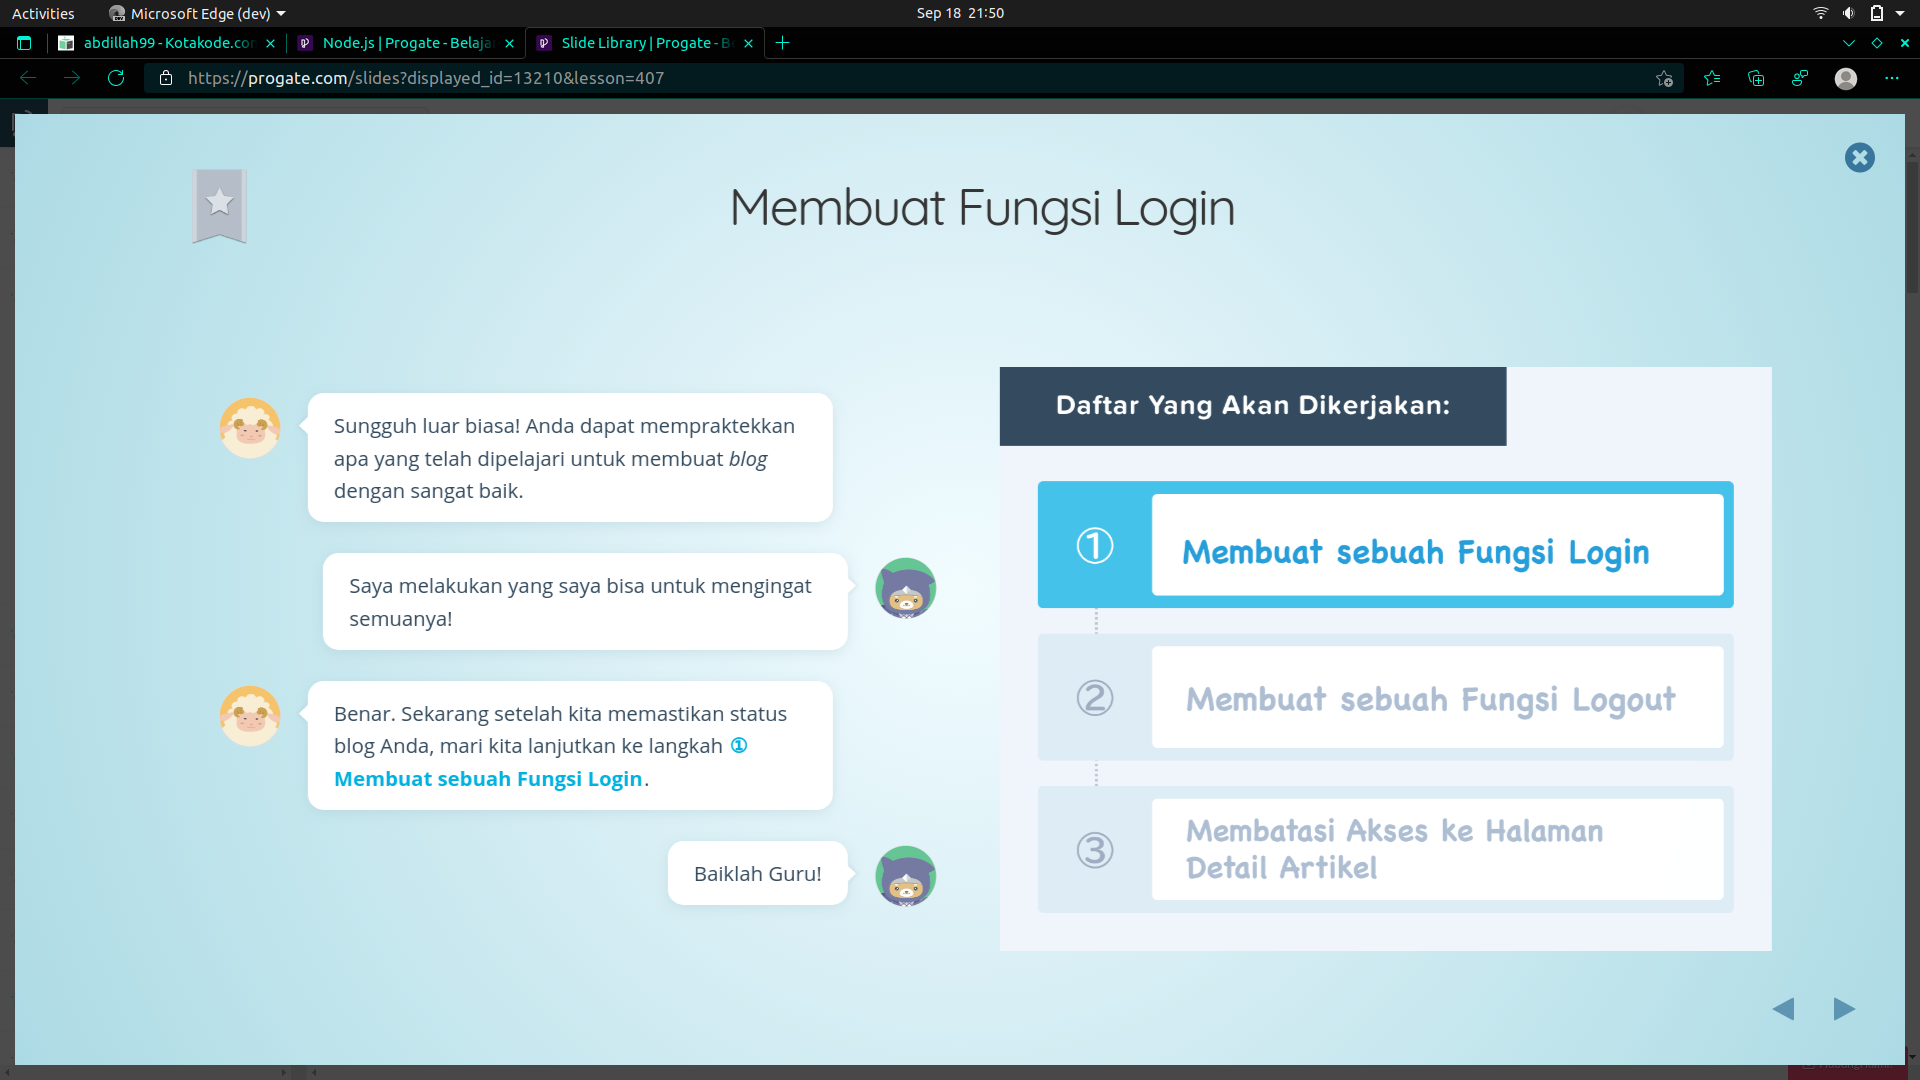 Activities
Microsoft Edge (dev)
Sep 18 21:50
abdillah99 - Kotakode.con
Node.js | Progate - Belaja
Slide Library | Progate - B
https://progate.com/slides?displayed_id=13210&lesson=407
Membuat Fungsi Login
Sungguh luar biasa! Anda dapat mempraktekkan
apa yang telah dipelajari untuk membuat blog
dengan sangat baik.
Saya melakukan yang saya bisa untuk mengingat
semuanya!
Benar. Sekarang setelah kita memastikan status
blog Anda, mari kita lanjutkan ke langkah ①
Membuat sebuah Fungsi Login.
Baiklah Guru!
Daftar Yang Akan Dikerjakan:
① Membuat sebuah Fungsi Login
② Membuat sebuah Fungsi Logout
③ Membatasi Akses ke Halaman
Detail Artikel